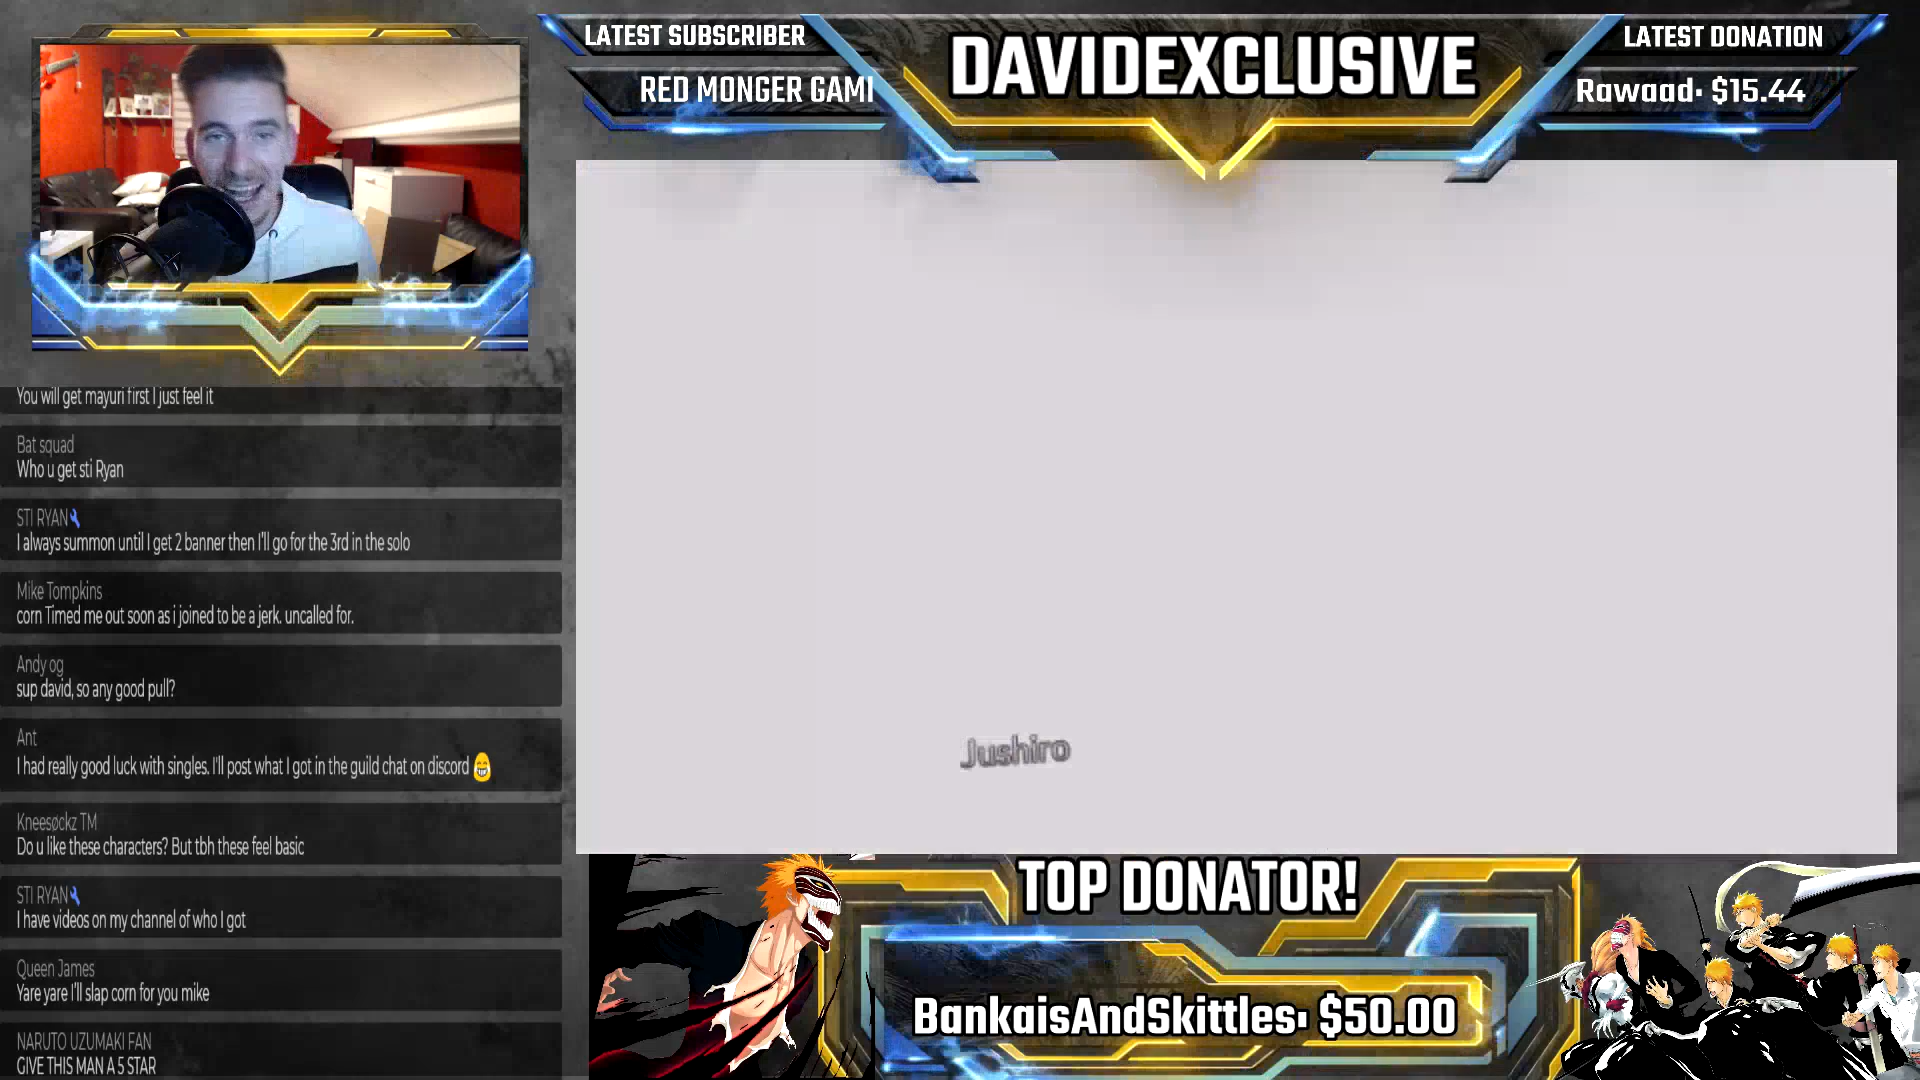 LATEST SUBSCRIBER
RED MONGER GAMI
DAVIDEXCLUSIVE
LATEST DONATION
Rawaad: $15.44
You will get mayuri first I just feel it
Bat squad
Who u get sti Ryan
STI RYAN
I always summon until I get 2 banner then I'll go for the 3rd in the solo
Mike Tompkins
corn Timed me out soon as i joined to be a jerk. uncalled for.
Andy og
sup david, so any good pull?
Ant
I had really good luck with singles. I'll post what I got in the guild chat on discord 😁
Kneesøckz TM
Do u like these characters? But tbh these feel basic
STI RYAN
I have videos on my channel of who I got
Queen James
Yare yare I'll slap corn for you mike
NARUTO UZUMAKI FAN
GIVE THIS MAN A 5 STAR
Jushiro
TOP DONATOR!
BankaisAndSkittles: $50.00